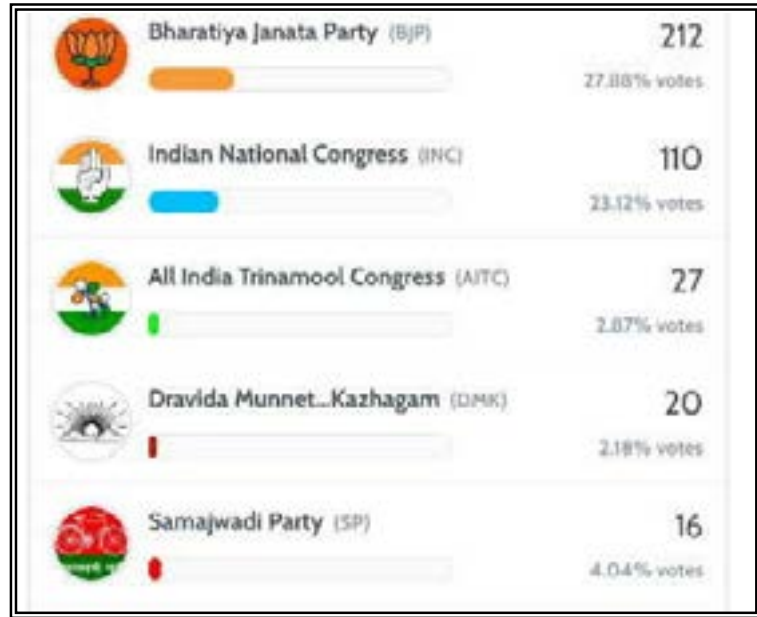 Bharatiya Janata Party (BJP)
212
27.88% votes
Indian National Congress (INC)
110
23.12% votes
All India Trinamool Congress (AITC)
27
2.87% votes
Dravida Munnet...Kazhagam (DMK)
20
2.18% votes
Samajwadi Party (SP)
16
4.04% votes